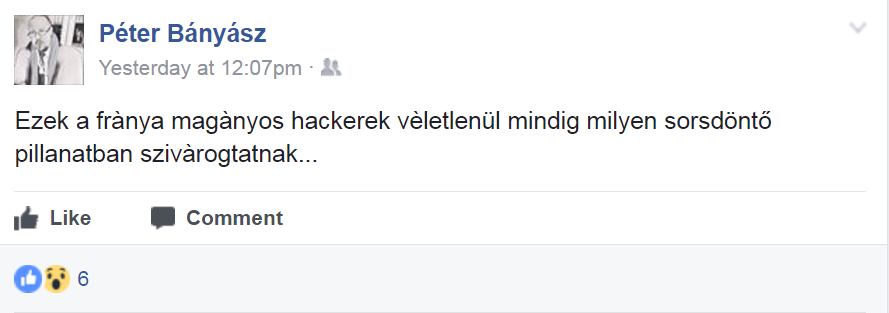 Péter Bányász
Yesterday at 12:07pm ·
Ezek a frànya magànyos hackerek vèletlenül mindig milyen sorsdöntő
pillanatban szivàrogtatnak...
Like Comment
6